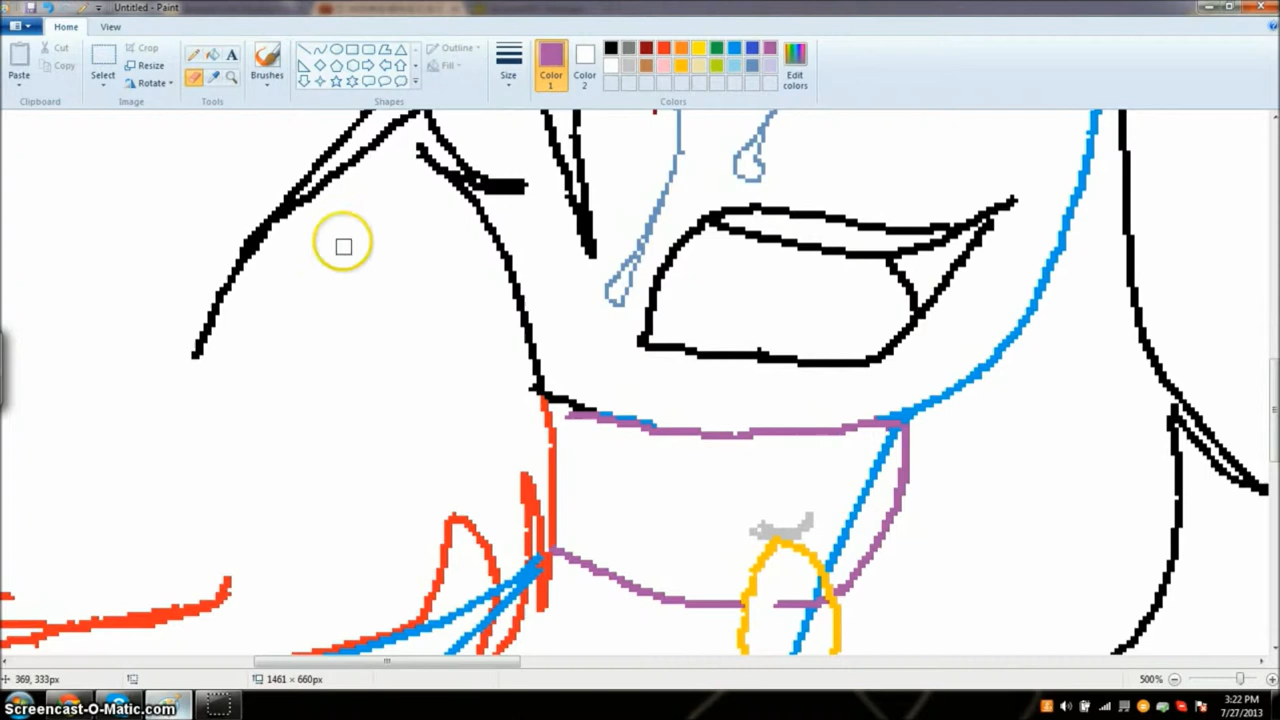 Untitled - Paint
Home View
Paste
Cut
Copy
Clipboard
Select
Crop
Resize
Rotate
Image
A
Tools
Brushes
Outline
Fill
Shapes
Size
Color
1
Color
2
Edit
colors
Colors
369, 333px
1461 × 660px
500%
Screencast-O-Matic.com
3:22 PM
7/27/2013